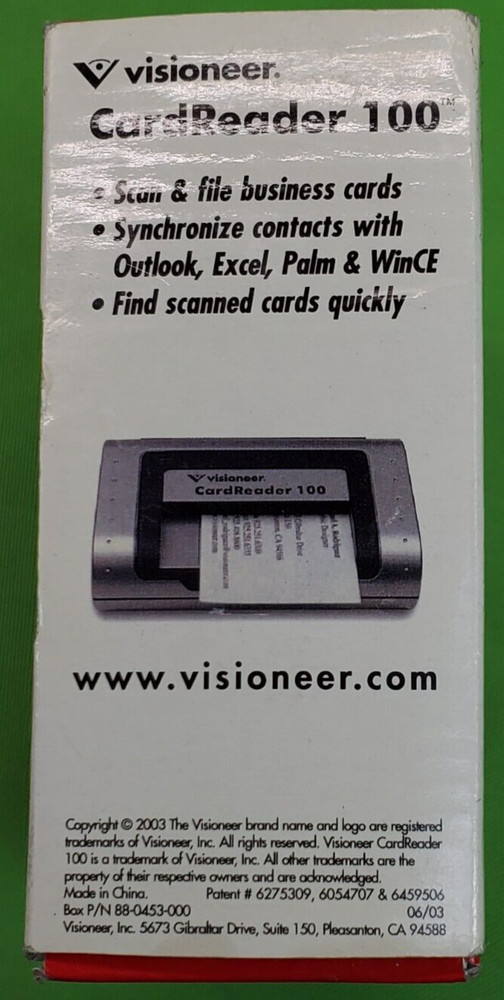 visioneer.
CardReader 100™
• Scan & file business cards
• Synchronize contacts with
Outlook, Excel, Palm & WinCE
• Find scanned cards quickly
visioneer.
CardReader 100
www.visioneer.com
Copyright © 2003 The Visioneer brand name and logo are registered
trademarks of Visioneer, Inc. All rights reserved. Visioneer CardReader
100 is a trademark of Visioneer, Inc. All other trademarks are the
property of their respective owners and are acknowledged.
Made in China. Patent # 6275309, 6054707 & 6459506
Box P/N 88-0453-000 06/03
Visioneer, Inc. 5673 Gibraltar Drive, Suite 150, Pleasanton, CA 94588